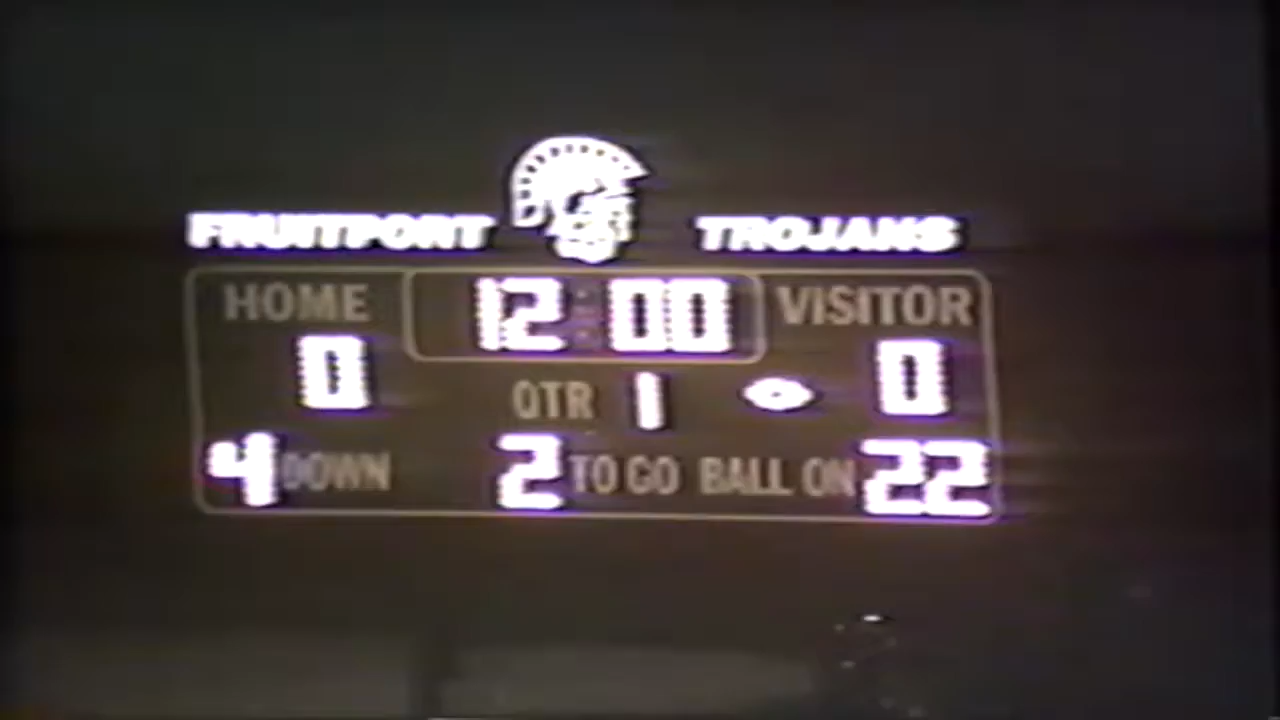 FRUITPORT TROJANS
HOME 12:00 VISITOR
0 QTR 1 0
4 DOWN 2 TO GO BALL ON 22